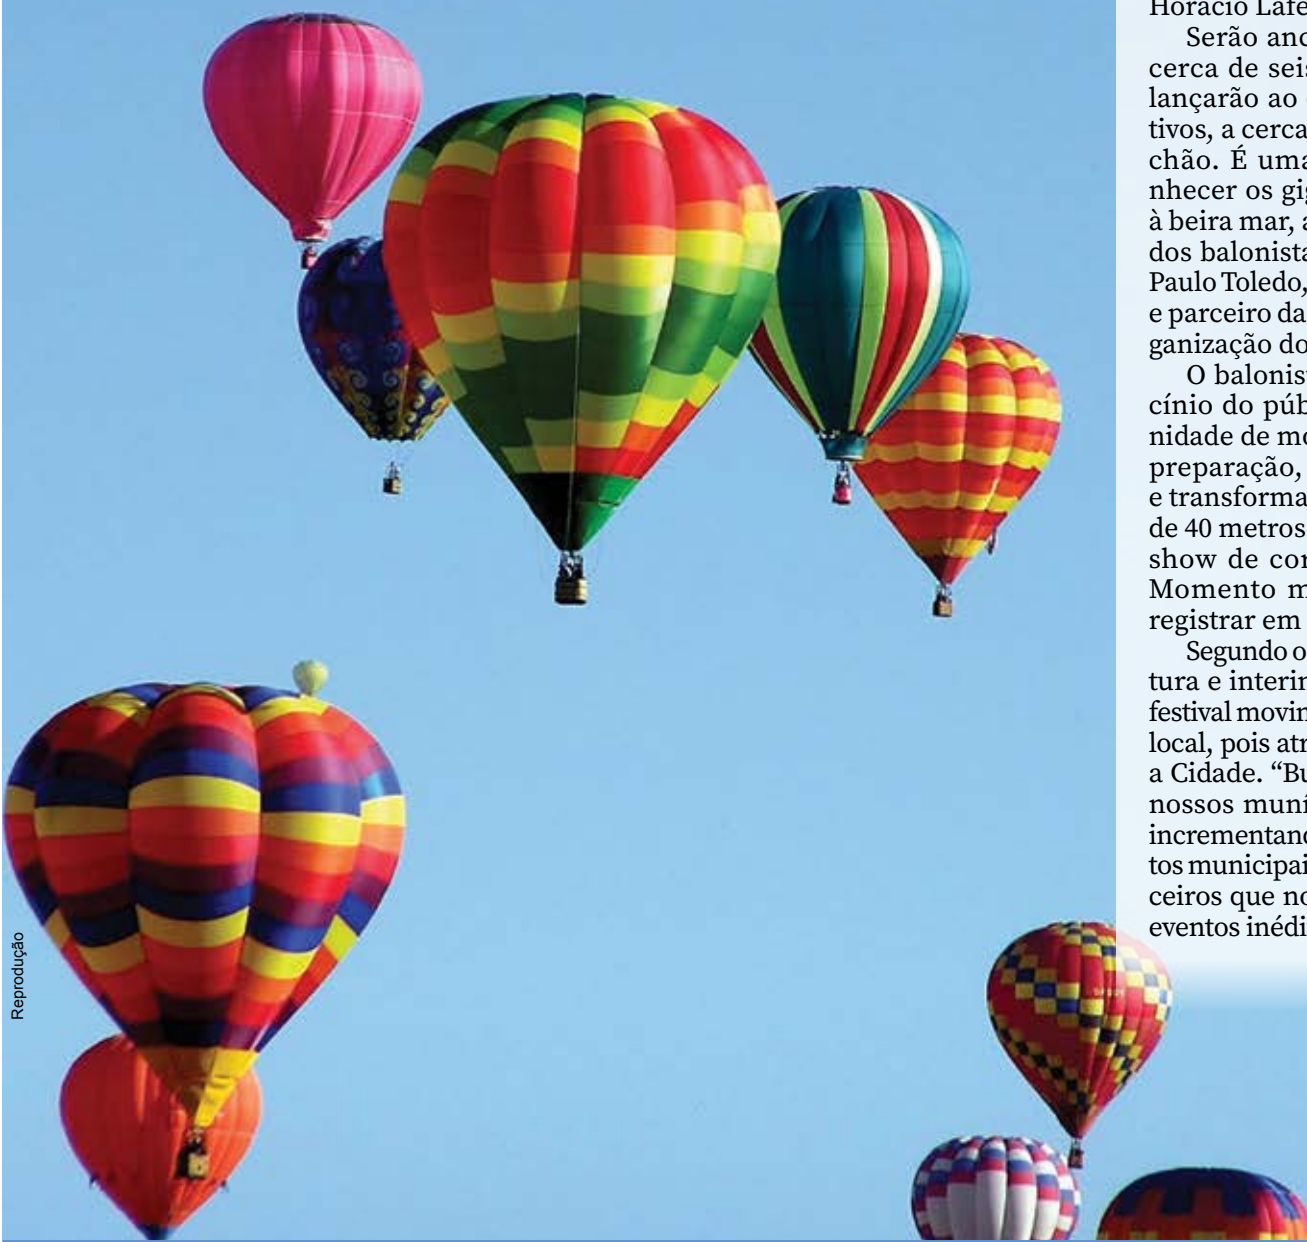 Horácio Lafe
Serão anc
cerca de seis
lançarão ao
tivos, a cerca
chão. É uma
nhecer os gig
à beira mar, a
dos balonista
Paulo Toledo,
e parceiro da
ganização do
O balonist
cínio do púb
nidade de mo
preparação,
e transforma
de 40 metros
show de cor
Momento m
registrar em
Segundo o
tura e interin
festival movin
local, pois atr
a Cidade. “Bu
nossos muní
incrementand
tos municipai
ceiros que no
eventos inédi
Reprodução